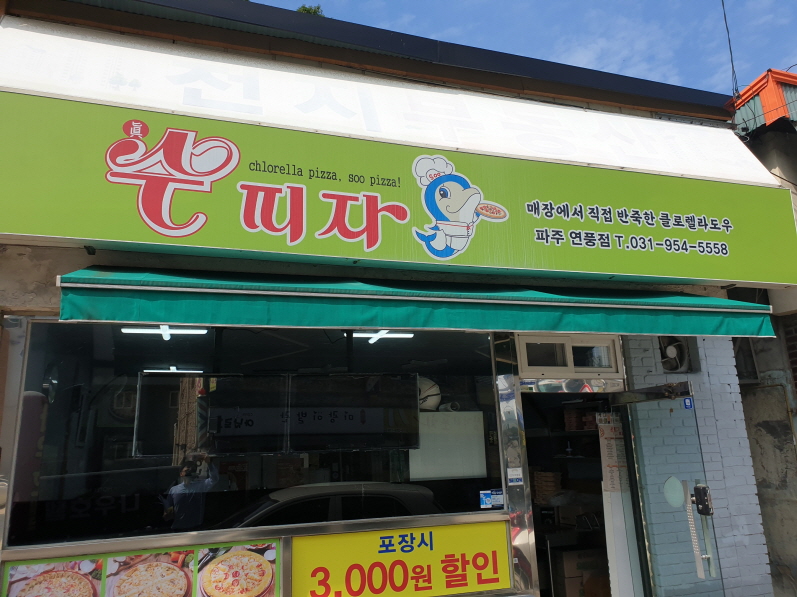 眞
수피자
chlorella pizza, soo pizza!
SOO
매장에서 직접 반죽한 클로렐라도우
파주 연풍점 T.031-954-5558
포장시
3,000원 할인